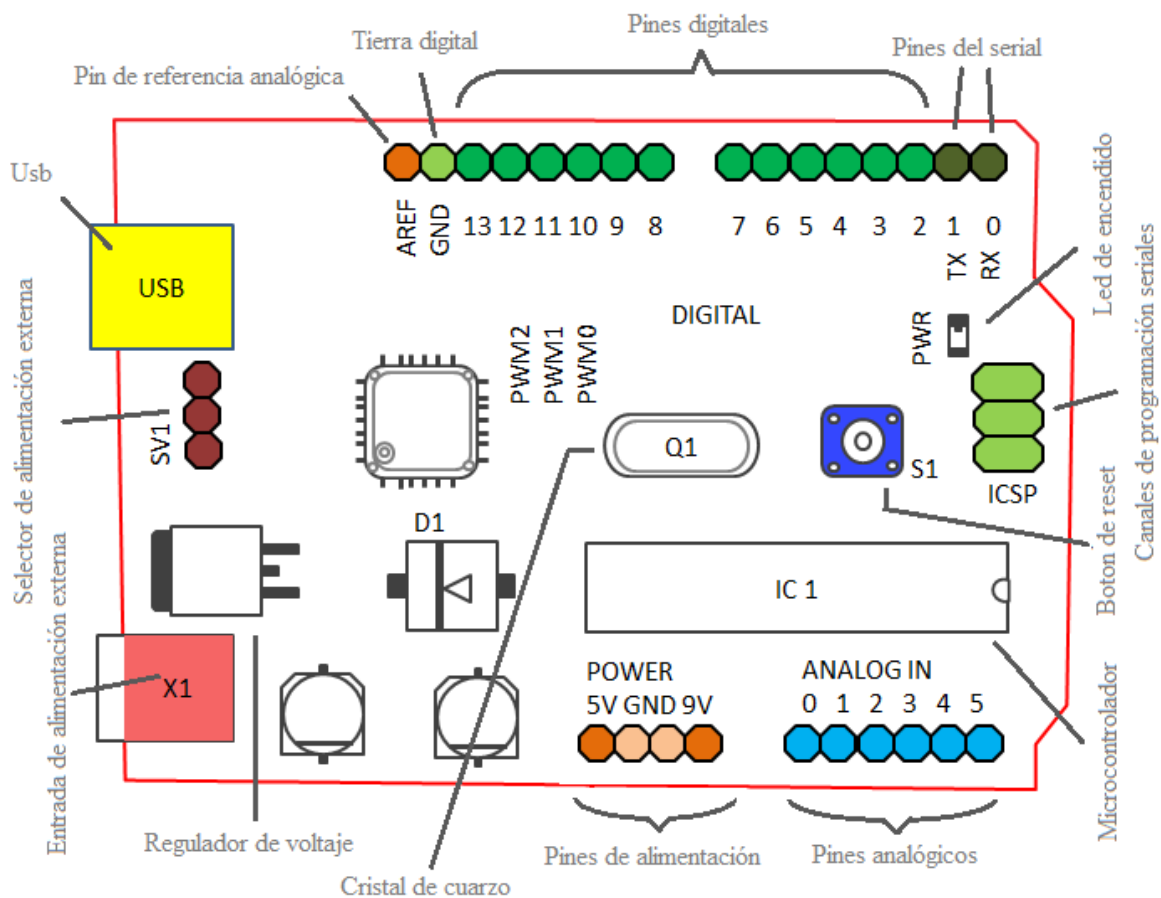 Pines digitales
Tierra digital
Pines del serial
Pin de referencia analógica
Usb
AREF
GND
13 12 11 10 9 8
7 6 5 4 3 2 1 0
TX
RX
Led de encendido
Canales de programación seriales
USB
DIGITAL
PWR
PWM2
PWM1
PWM0
Selector de alimentación externa
SV1
Q1
S1
ICSP
D1
Boton de reset
IC 1
Entrada de alimentación externa
X1
POWER
5V GND 9V
ANALOG IN
0 1 2 3 4 5
Microcontrolador
Regulador de voltaje
Pines de alimentación
Pines analógicos
Cristal de cuarzo